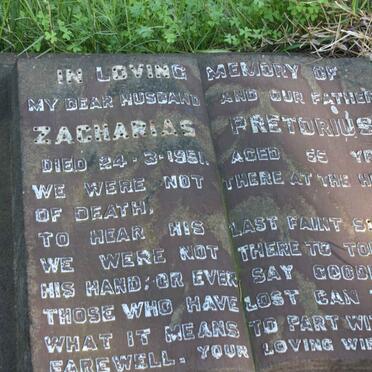 IN LOVING MEMORY OF
MY DEAR HUSBAND AND OUR FATHER
ZACHARIAS PRETORIUS
DIED 24-3-1951. AGED 55
WE WERE NOT THERE AT THE
OF DEATH,
TO HEAR HIS LAST FAINT
WE WERE NOT THERE TO
HIS HAND, OR EVER SAY
THOSE WHO HAVE LOST CAN
WHAT IT MEANS TO PART
FAREWELL. YOUR LOVING